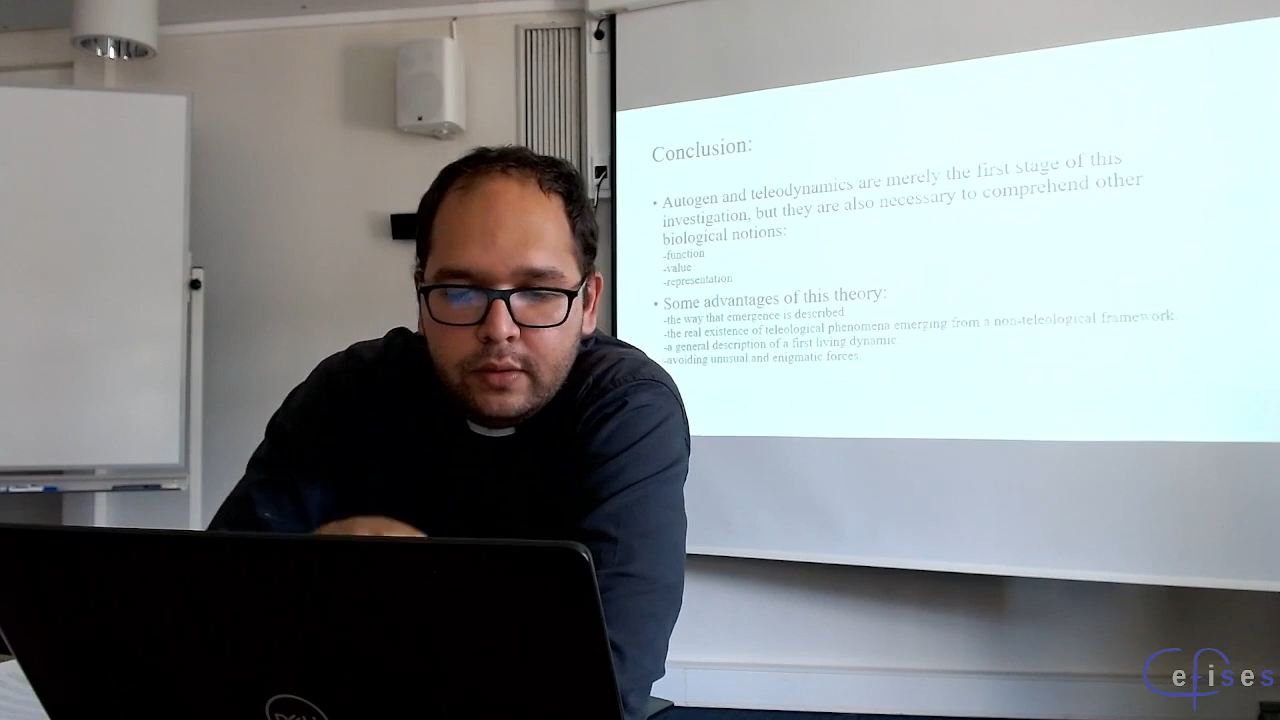 Conclusion:
• Autogen and teleodynamics are merely the first stage of this
investigation, but they are also necessary to comprehend other
biological notions:
-function
-value
-representation
• Some advantages of this theory:
-the way that emergence is described.
-the real existence of teleological phenomena emerging from a non-teleological framework.
-a general description of a first living dynamic
-avoiding unusual and enigmatic forces.
DELL
Cefises